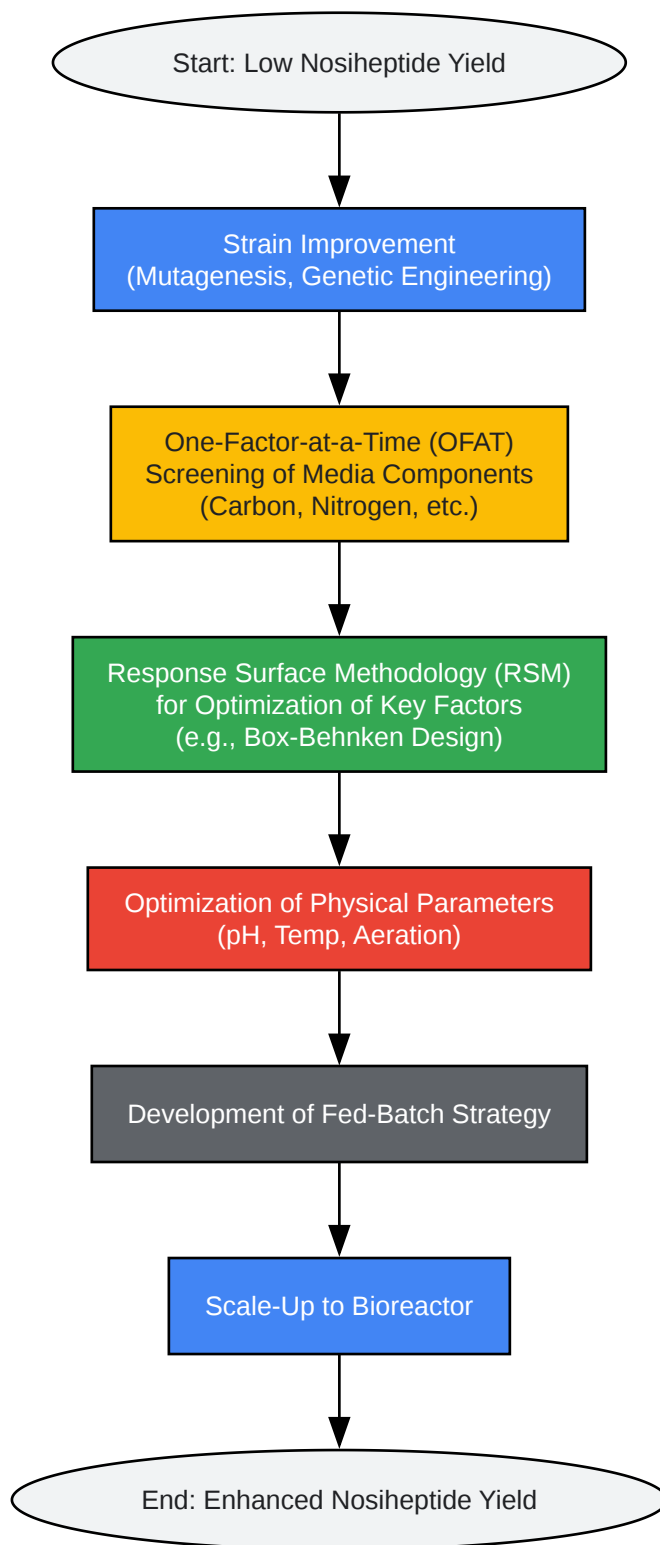 Start: Low Nosiheptide Yield
Strain Improvement
(Mutagenesis, Genetic Engineering)
One-Factor-at-a-Time (OFAT)
Screening of Media Components
(Carbon, Nitrogen, etc.)
Response Surface Methodology (RSM)
for Optimization of Key Factors
(e.g., Box-Behnken Design)
Optimization of Physical Parameters
(pH, Temp, Aeration)
Development of Fed-Batch Strategy
Scale-Up to Bioreactor
End: Enhanced Nosiheptide Yield